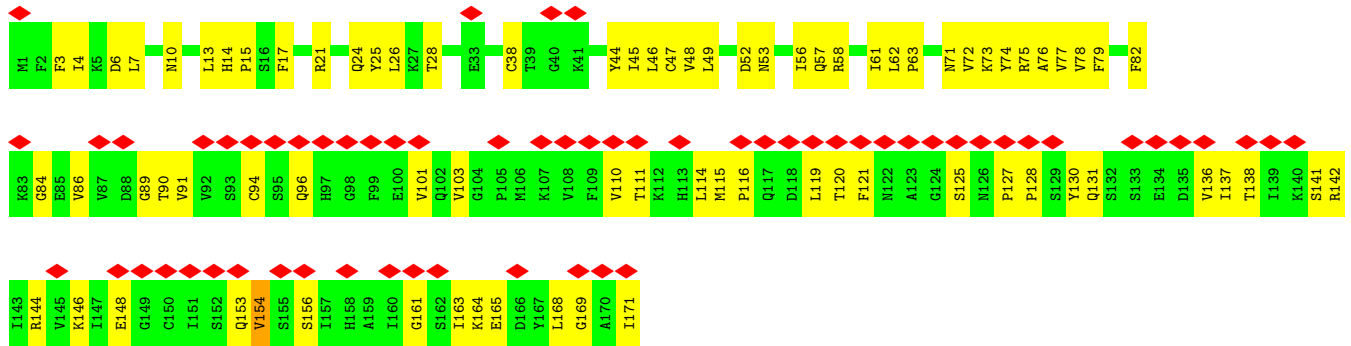 M1 F2 F3 I4 K5 D6 L7 N10 L13 H14 P15 S16 F17 R21 Q24 Y25 L26 K27 T28 E33 C38 T39 G40 K41 Y44 I45 L46 C47 V48 L49 D52 N53 I56 Q57 R58 I61 L62 P63 N71 V72 K73 Y74 R75 A76 V77 V78 F79 F82
K83 G84 E85 V86 V87 D88 G89 T90 V91 V92 S93 C94 S95 Q96 H97 G98 F99 E100 V101 Q102 V103 G104 P105 M106 K107 V108 F109 V110 T111 K112 H113 L114 M115 P116 Q117 D118 L119 T120 F121 N122 A123 G124 S125 N126 P127 P128 S129 Y130 Q131 S132 S133 E134 D135 V136 I137 T138 I139 K140 S141 R142
I143 R144 V145 K146 I147 E148 G149 C150 I151 S152 Q153 V154 S155 S156 I157 H158 A159 I160 G161 S162 I163 K164 E165 D166 Y167 L168 G169 A170 I171